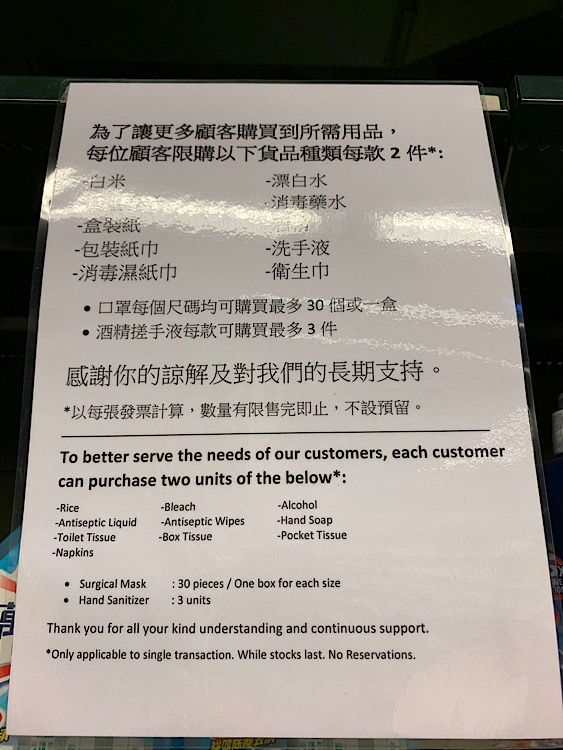 為了讓更多顧客購買到所需用品，
每位顧客限購以下貨品種類每款 2 件*:
-白米 -漂白水
-消毒藥水
-盒裝紙
-包裝紙巾 -洗手液
-消毒濕紙巾 -衛生巾
• 口罩每個尺碼均可購買最多 30 個或一盒
• 酒精搓手液每款可購買最多 3 件
感謝你的諒解及對我們的長期支持。
*以每張發票計算，數量有限售完即止，不設預留。
To better serve the needs of our customers, each customer
can purchase two units of the below*:
-Rice -Bleach -Alcohol
-Antiseptic Liquid -Antiseptic Wipes -Hand Soap
-Toilet Tissue -Box Tissue -Pocket Tissue
-Napkins
• Surgical Mask : 30 pieces / One box for each size
• Hand Sanitizer : 3 units
Thank you for all your kind understanding and continuous support.
*Only applicable to single transaction. While stocks last. No Reservations.